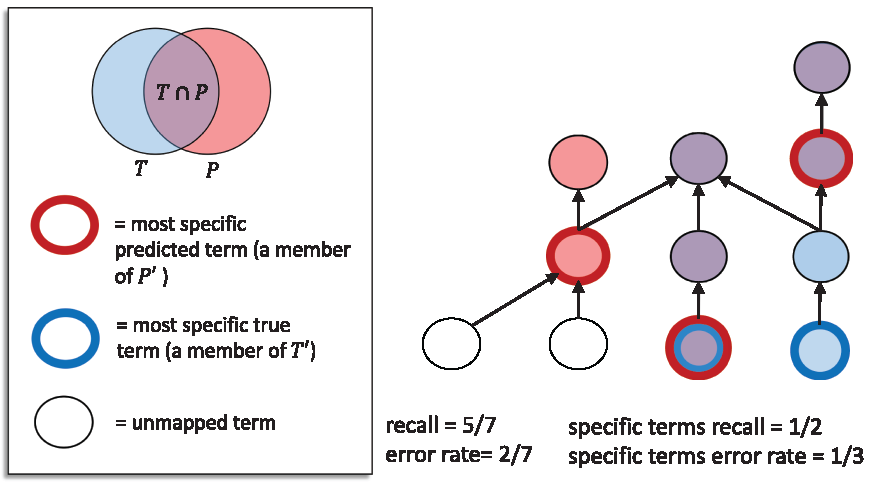 T ∩ P
T P
= most specific
predicted term (a member
of P′ )
= most specific true
term (a member of T′)
= unmapped term
recall = 5/7
error rate= 2/7
specific terms recall = 1/2
specific terms error rate = 1/3